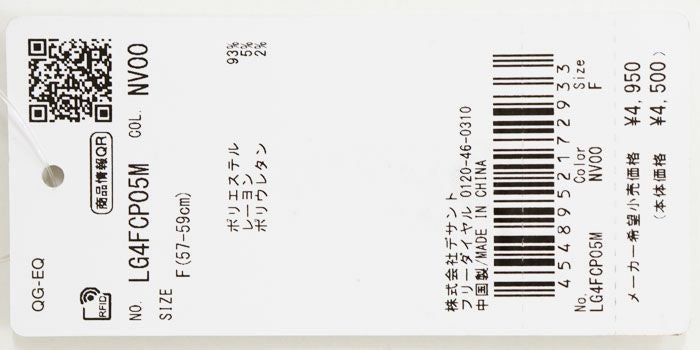 QG-EQ
商品情報QR
RFID
NO. LG4FCP05M COL. NV00
SIZE F(57-59cm)
ポリエステル 93%
レーヨン 5%
ポリウレタン 2%
株式会社デサント
フリーダイヤル 0120-46-0310
中国製/MADE IN CHINA
4548952172933
No. Color Size
LG4FCP05M NV00 F
メーカー希望小売価格 ¥4,950
(本体価格 ¥4,500)